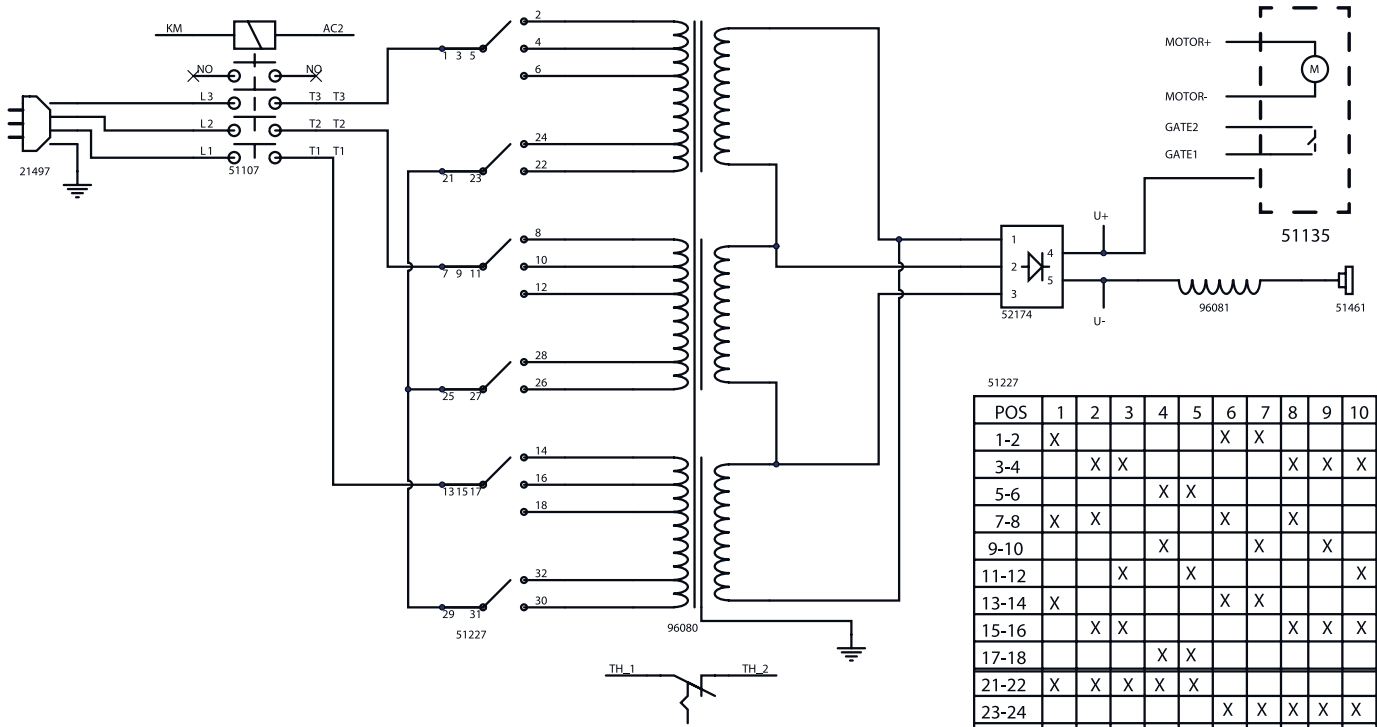 KM AC2
NO NO
L3 T3 T3
L2 T2 T2
L1 T1 T1
21497
51107
2
1 3 5 4
6
24
21 23 22
8
7 9 11 10
12
28
25 27 26
14
13 15 17 16
18
32
29 31 30
51227
96080
TH_1 TH_2
1
2
3
4
5
52174
U+
U-
96081
51461
MOTOR+
M
MOTOR-
GATE2
GATE1
51135
51227
POS 1 2 3 4 5 6 7 8 9 10
1-2 X X X
3-4 X X X X X
5-6 X X
7-8 X X X X
9-10 X X X
11-12 X X X
13-14 X X X
15-16 X X X X X
17-18 X X
21-22 X X X X X
23-24 X X X X X